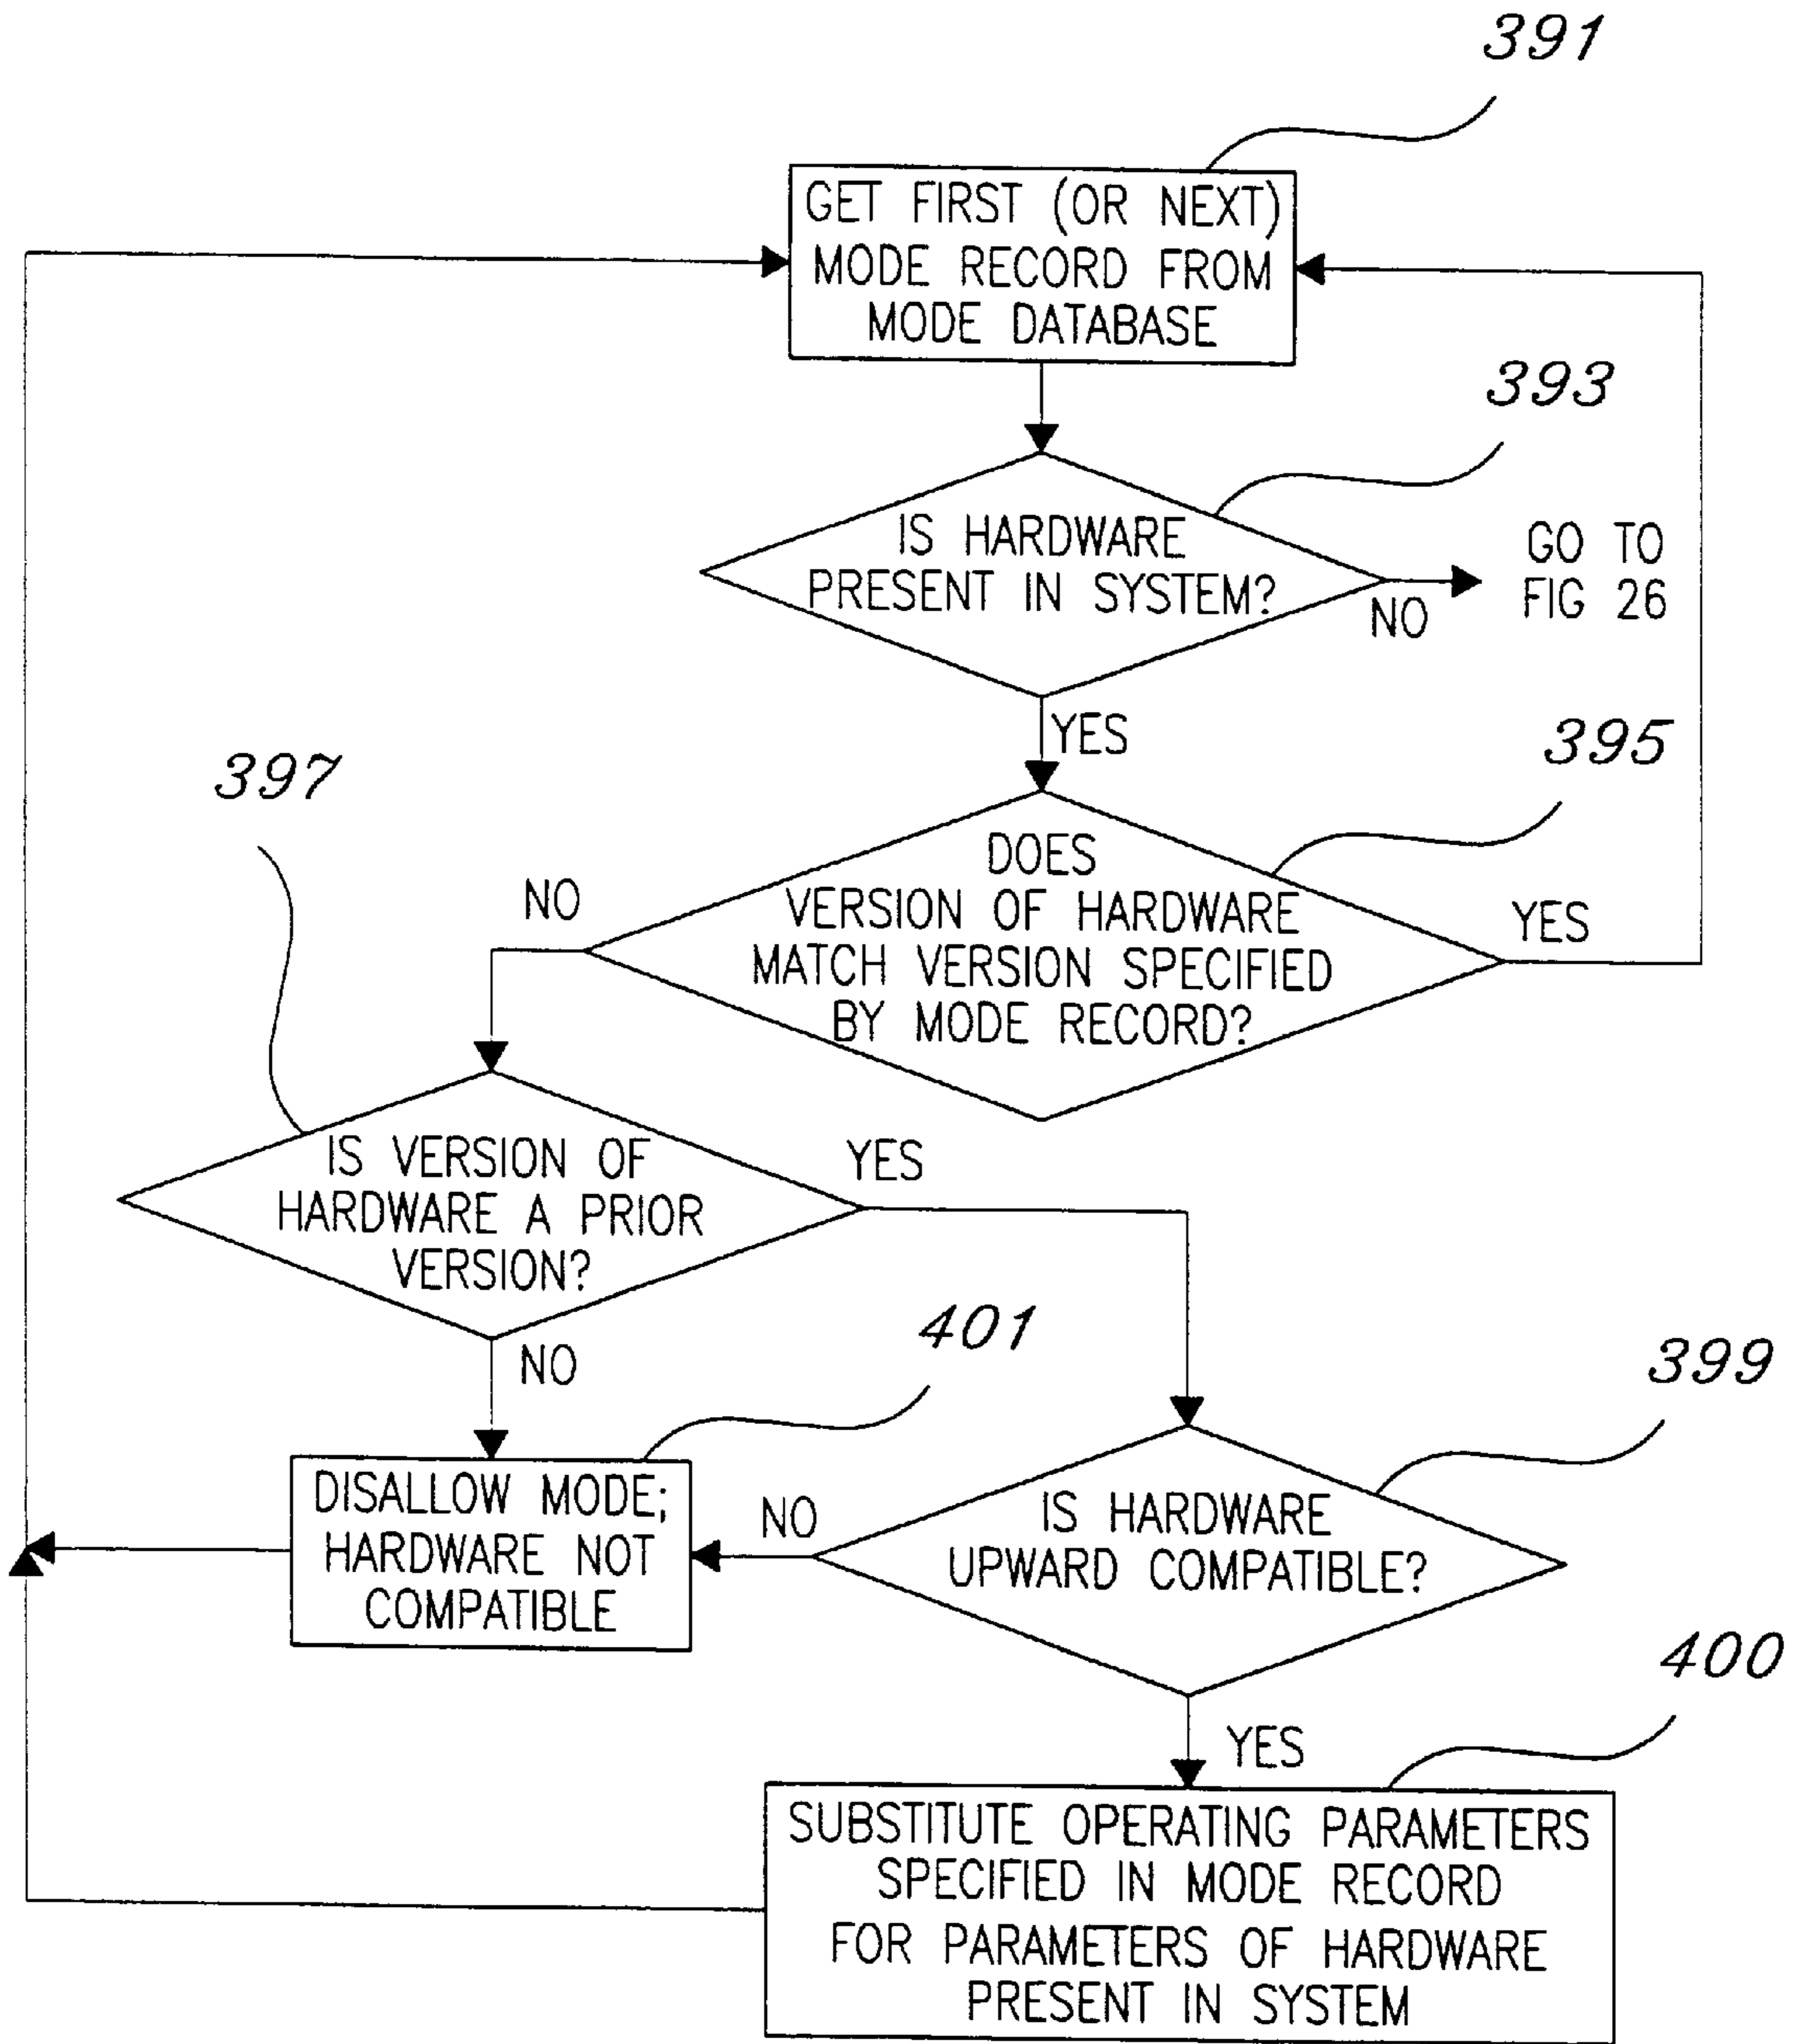 391
GET FIRST (OR NEXT)
MODE RECORD FROM
MODE DATABASE
393
IS HARDWARE
PRESENT IN SYSTEM?
NO
GO TO
FIG 26
YES
395
397
DOES
VERSION OF HARDWARE
MATCH VERSION SPECIFIED
BY MODE RECORD?
NO
YES
IS VERSION OF
HARDWARE A PRIOR
VERSION?
YES
NO
401
399
DISALLOW MODE;
HARDWARE NOT
COMPATIBLE
NO
IS HARDWARE
UPWARD COMPATIBLE?
400
YES
SUBSTITUTE OPERATING PARAMETERS
SPECIFIED IN MODE RECORD
FOR PARAMETERS OF HARDWARE
PRESENT IN SYSTEM